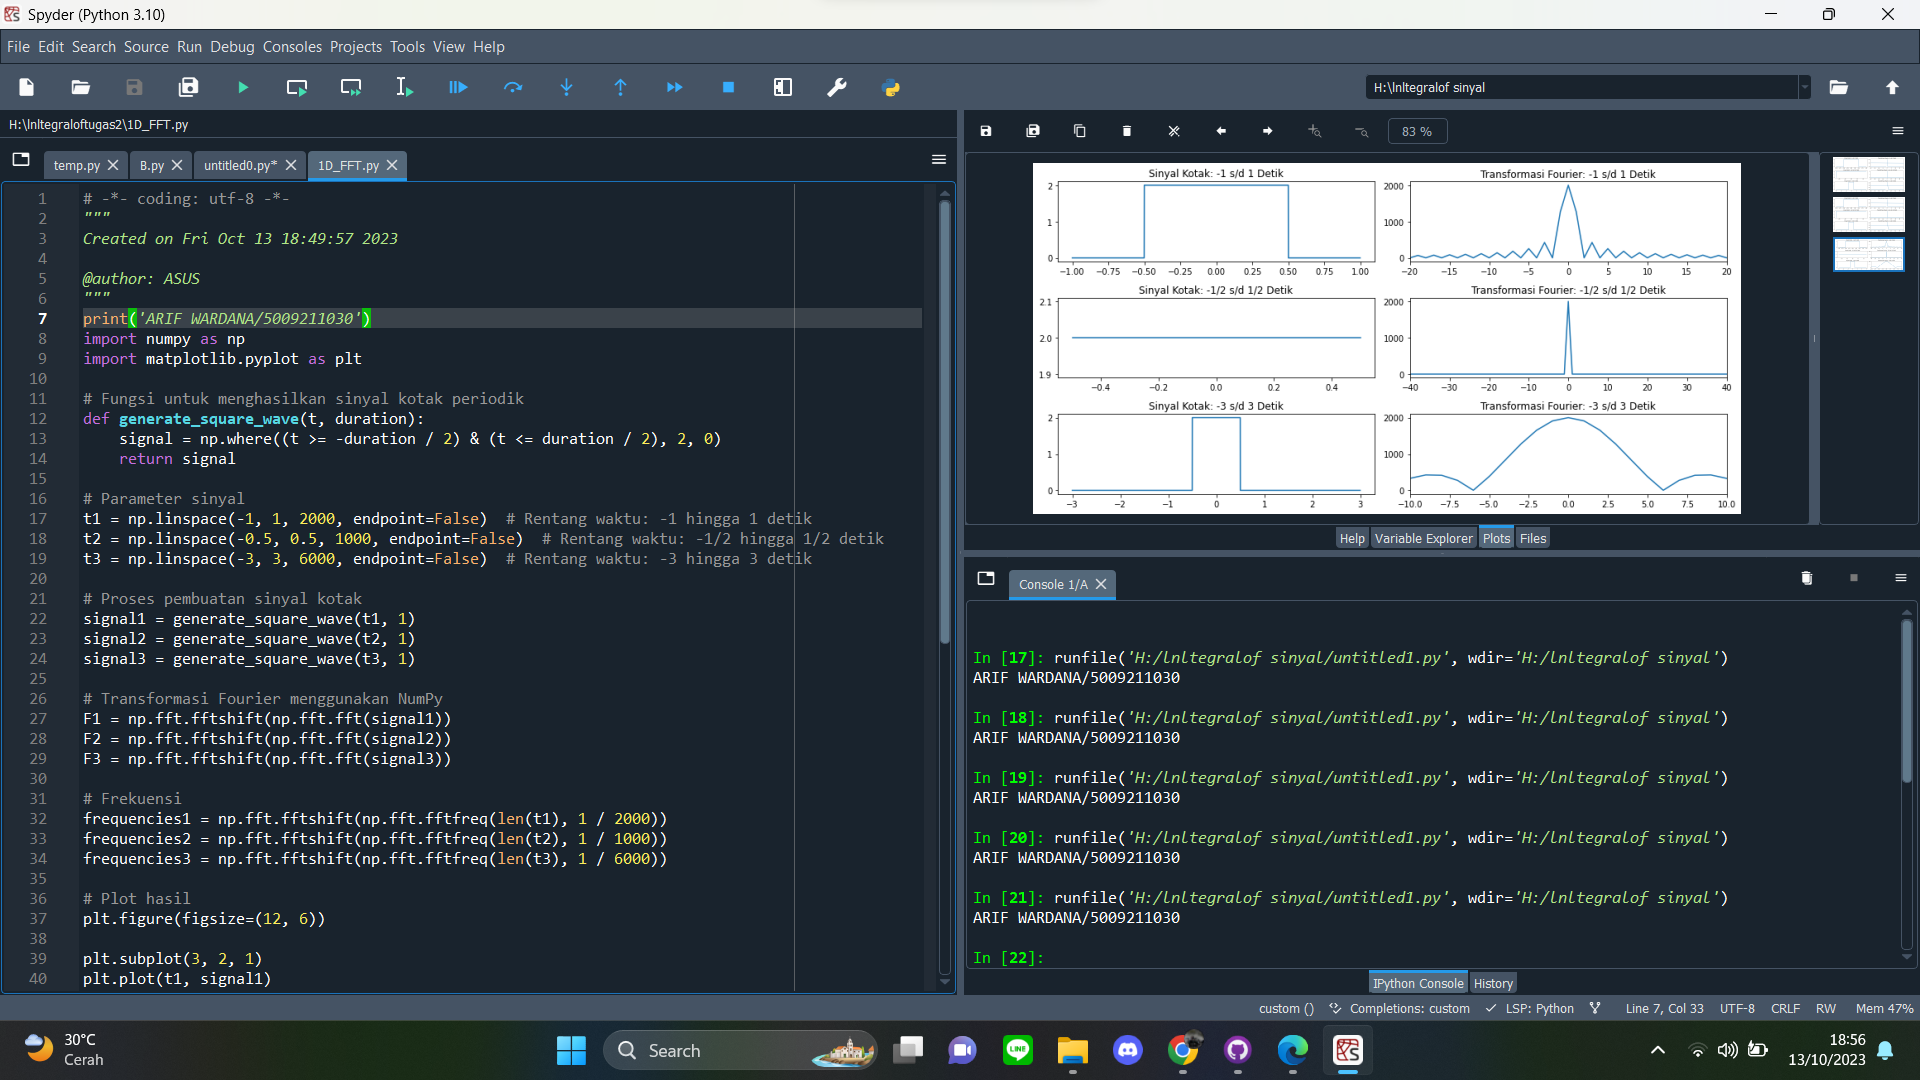 Spyder (Python 3.10)
File Edit Search Source Run Debug Consoles Projects Tools View Help
H:\lnltegralof sinyal
H:\lnltegraloftugas2\1D_FFT.py
temp.py
B.py
untitled0.py*
1D_FFT.py
1 # -*- coding: utf-8 -*-
2 """
3 Created on Fri Oct 13 18:49:57 2023
4
5 @author: ASUS
6 """
7 print('ARIF WARDANA/5009211030')
8 import numpy as np
9 import matplotlib.pyplot as plt
10
11 # Fungsi untuk menghasilkan sinyal kotak periodik
12 def generate_square_wave(t, duration):
13 signal = np.where((t >= -duration / 2) & (t <= duration / 2), 2, 0)
14 return signal
15
16 # Parameter sinyal
17 t1 = np.linspace(-1, 1, 2000, endpoint=False)  # Rentang waktu: -1 hingga 1 detik
18 t2 = np.linspace(-0.5, 0.5, 1000, endpoint=False)  # Rentang waktu: -1/2 hingga 1/2 detik
19 t3 = np.linspace(-3, 3, 6000, endpoint=False)  # Rentang waktu: -3 hingga 3 detik
20
21 # Proses pembuatan sinyal kotak
22 signal1 = generate_square_wave(t1, 1)
23 signal2 = generate_square_wave(t2, 1)
24 signal3 = generate_square_wave(t3, 1)
25
26 # Transformasi Fourier menggunakan NumPy
27 F1 = np.fft.fftshift(np.fft.fft(signal1))
28 F2 = np.fft.fftshift(np.fft.fft(signal2))
29 F3 = np.fft.fftshift(np.fft.fft(signal3))
30
31 # Frekuensi
32 frequencies1 = np.fft.fftshift(np.fft.fftfreq(len(t1), 1 / 2000))
33 frequencies2 = np.fft.fftshift(np.fft.fftfreq(len(t2), 1 / 1000))
34 frequencies3 = np.fft.fftshift(np.fft.fftfreq(len(t3), 1 / 6000))
35
36 # Plot hasil
37 plt.figure(figsize=(12, 6))
38
39 plt.subplot(3, 2, 1)
40 plt.plot(t1, signal1)
83 %
Sinyal Kotak: -1 s/d 1 Detik
2
1
0
−1.00 −0.75 −0.50 −0.25 0.00 0.25 0.50 0.75 1.00
Transformasi Fourier: -1 s/d 1 Detik
2000
1000
0
−20 −15 −10 −5 0 5 10 15 20
Sinyal Kotak: -1/2 s/d 1/2 Detik
2.1
2.0
1.9
−0.4 −0.2 0.0 0.2 0.4
Transformasi Fourier: -1/2 s/d 1/2 Detik
2000
1000
0
−40 −30 −20 −10 0 10 20 30 40
Sinyal Kotak: -3 s/d 3 Detik
2
1
0
−3 −2 −1 0 1 2 3
Transformasi Fourier: -3 s/d 3 Detik
2000
1000
0
−10.0 −7.5 −5.0 −2.5 0.0 2.5 5.0 7.5 10.0
Help Variable Explorer Plots Files
Console 1/A
In [17]: runfile('H:/lnltegralof sinyal/untitled1.py', wdir='H:/lnltegralof sinyal')
ARIF WARDANA/5009211030
In [18]: runfile('H:/lnltegralof sinyal/untitled1.py', wdir='H:/lnltegralof sinyal')
ARIF WARDANA/5009211030
In [19]: runfile('H:/lnltegralof sinyal/untitled1.py', wdir='H:/lnltegralof sinyal')
ARIF WARDANA/5009211030
In [20]: runfile('H:/lnltegralof sinyal/untitled1.py', wdir='H:/lnltegralof sinyal')
ARIF WARDANA/5009211030
In [21]: runfile('H:/lnltegralof sinyal/untitled1.py', wdir='H:/lnltegralof sinyal')
ARIF WARDANA/5009211030
In [22]:
IPython Console History
custom () Completions: custom LSP: Python Line 7, Col 33 UTF-8 CRLF RW Mem 47%
30°C
Cerah
Search
LINE
18:56
13/10/2023